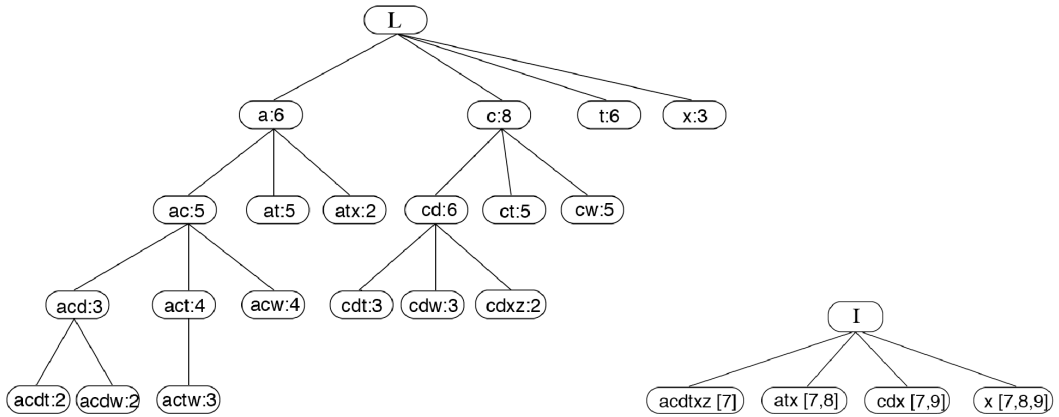 L
a:6 c:8 t:6 x:3
ac:5 at:5 atx:2 cd:6 ct:5 cw:5
acd:3 act:4 acw:4 cdt:3 cdw:3 cdxz:2
I
acdt:2 acdw:2 actw:3
acdtxz [7] atx [7,8] cdx [7,9] x [7,8,9]